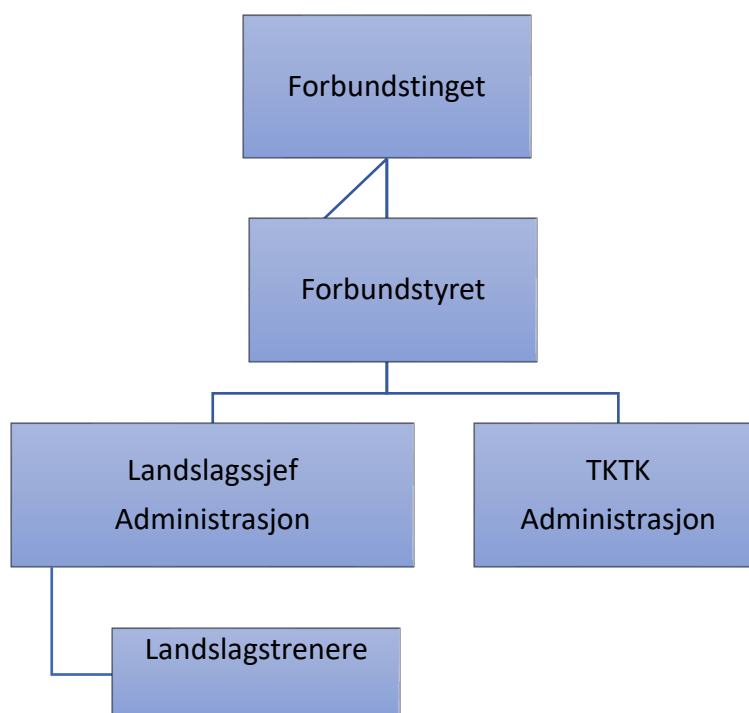 Forbundstinget
Forbundstyret
Landslagssjef
Administrasjon
TKTK
Administrasjon
Landslagstrenere